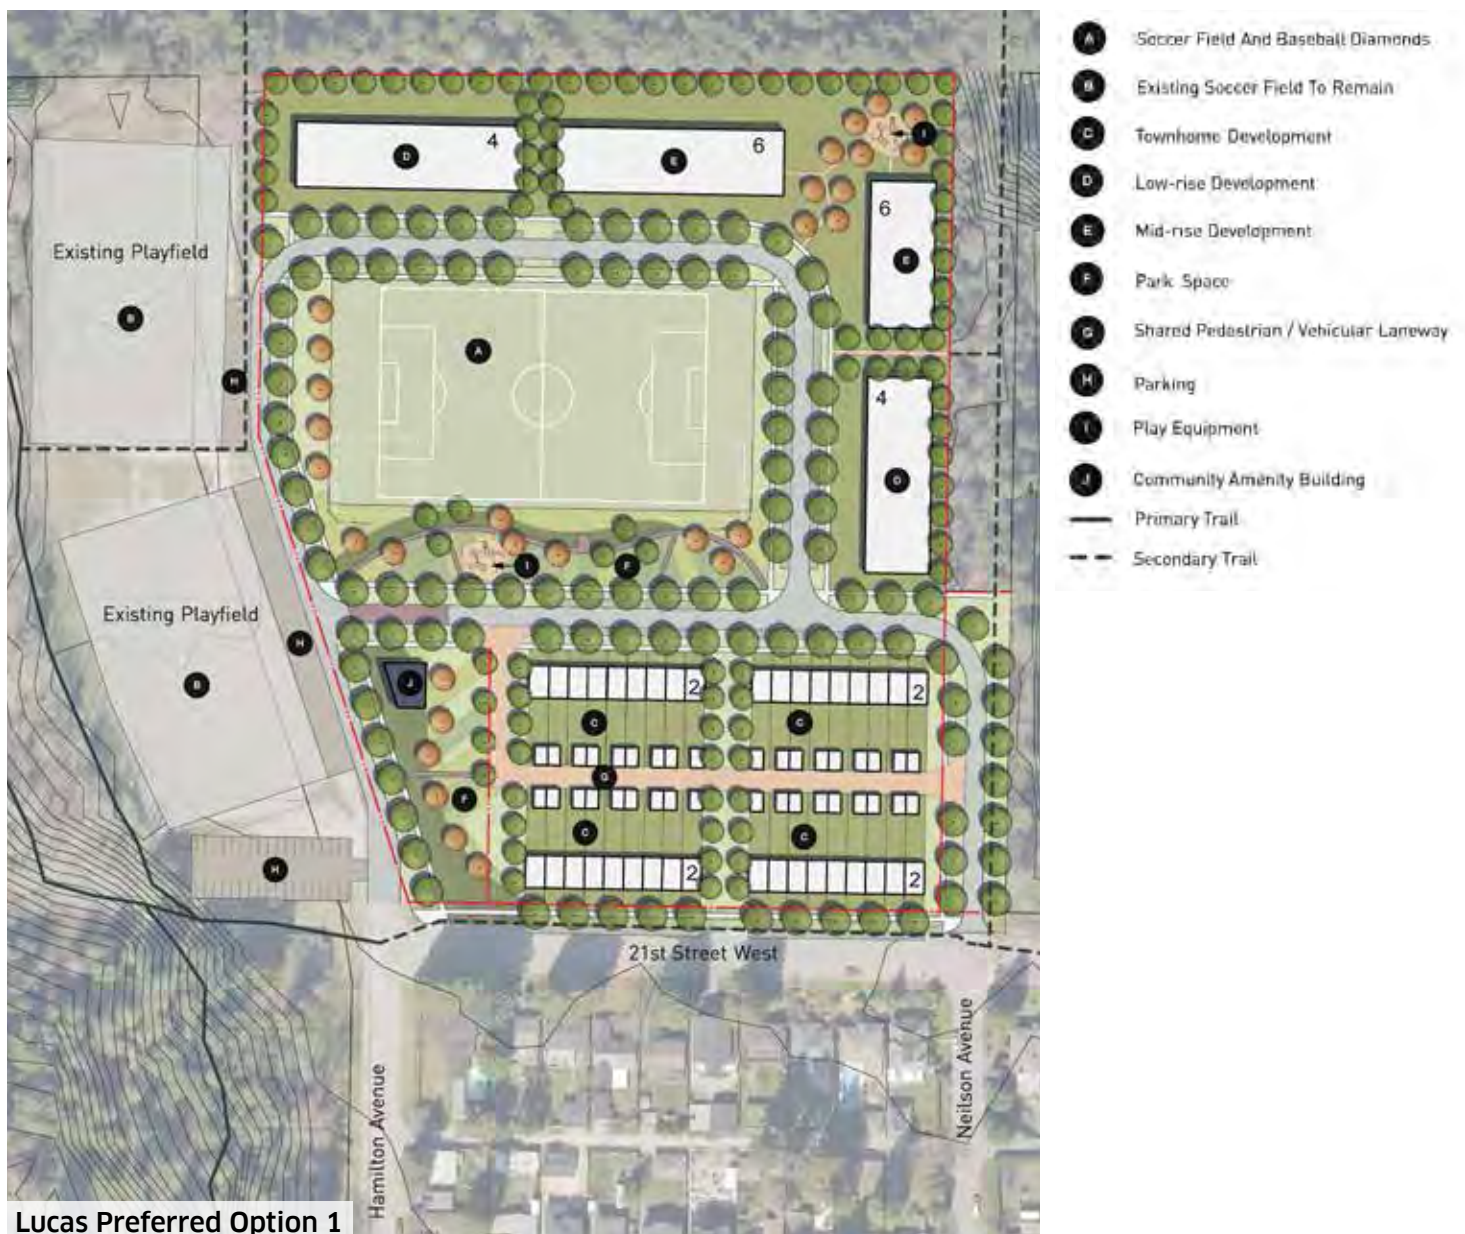 4
6
D
E
I
6
Existing Playfield
E
B
A
H
4
D
I
F
Existing Playfield
H
B
J
2
2
C
C
G
F
C
C
H
2
2
21st Street West
Hamilton Avenue
Neilson Avenue
Lucas Preferred Option 1
A Soccer Field And Baseball Diamonds
B Existing Soccer Field To Remain
C Townhome Development
D Low-rise Development
E Mid-rise Development
F Park Space
G Shared Pedestrian / Vehicular Laneway
H Parking
I Play Equipment
J Community Amenity Building
Primary Trail
Secondary Trail